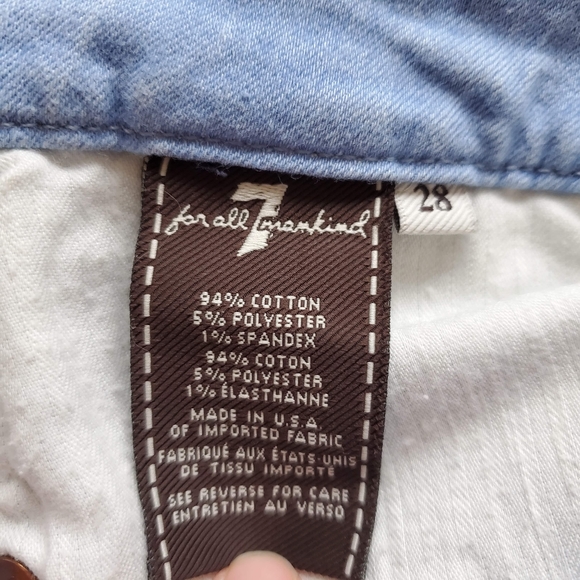 7
for all mankind
28
94% COTTON
5% POLYESTER
1% SPANDEX
94% COTON
5% POLYESTER
1% ÉLASTHANNE
MADE IN U.S.A.
OF IMPORTED FABRIC
FABRIQUÉ AUX ÉTATS-UNIS
DE TISSU IMPORTÉ
SEE REVERSE FOR CARE
ENTRETIEN AU VERSO